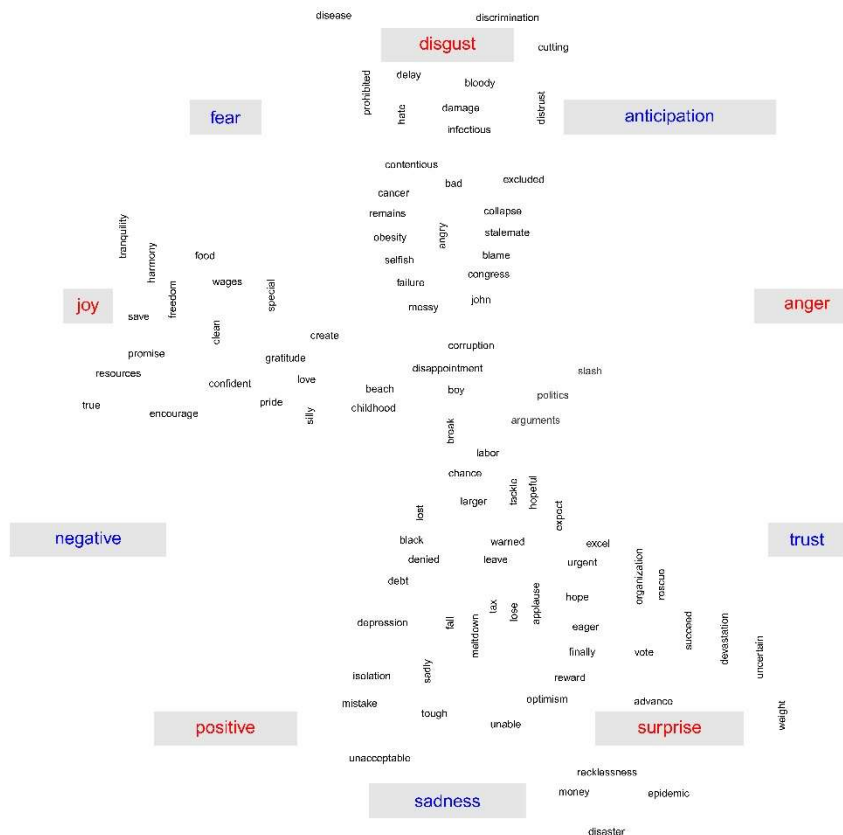 disease
discrimination
disgust
cutting
prohibited
delay
bloody
fear
hate
damage
distrust
anticipation
infectious
contentious
bad
excluded
cancer
remains
collapse
tranquility
harmony
food
obesity
angry
stalemate
selfish
blame
freedom
wages
special
failure
congress
joy
messy
john
anger
save
clean
create
corruption
promise
gratitude
disappointment
slash
resources
confident
love
beach
boy
politics
true
encourage
pride
silly
childhood
break
arguments
labor
chance
tackle
hopeful
larger
lost
expect
negative
black
warned
excel
trust
denied
leave
urgent
organization
rescue
debt
tax
lose
applause
hope
depression
fall
meltdown
eager
succeed
devastation
finally
vote
uncertain
isolation
sadly
reward
mistake
optimism
advance
weight
tough
positive
unable
surprise
unacceptable
recklessness
sadness
money
epidemic
disaster